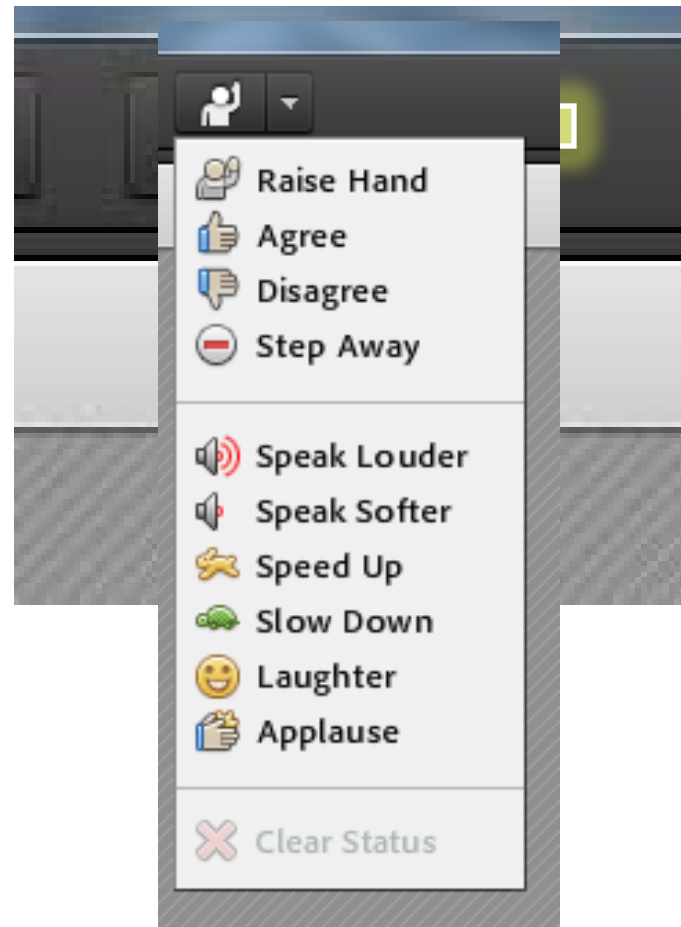 Raise Hand
Agree
Disagree
Step Away
Speak Louder
Speak Softer
Speed Up
Slow Down
Laughter
Applause
Clear Status